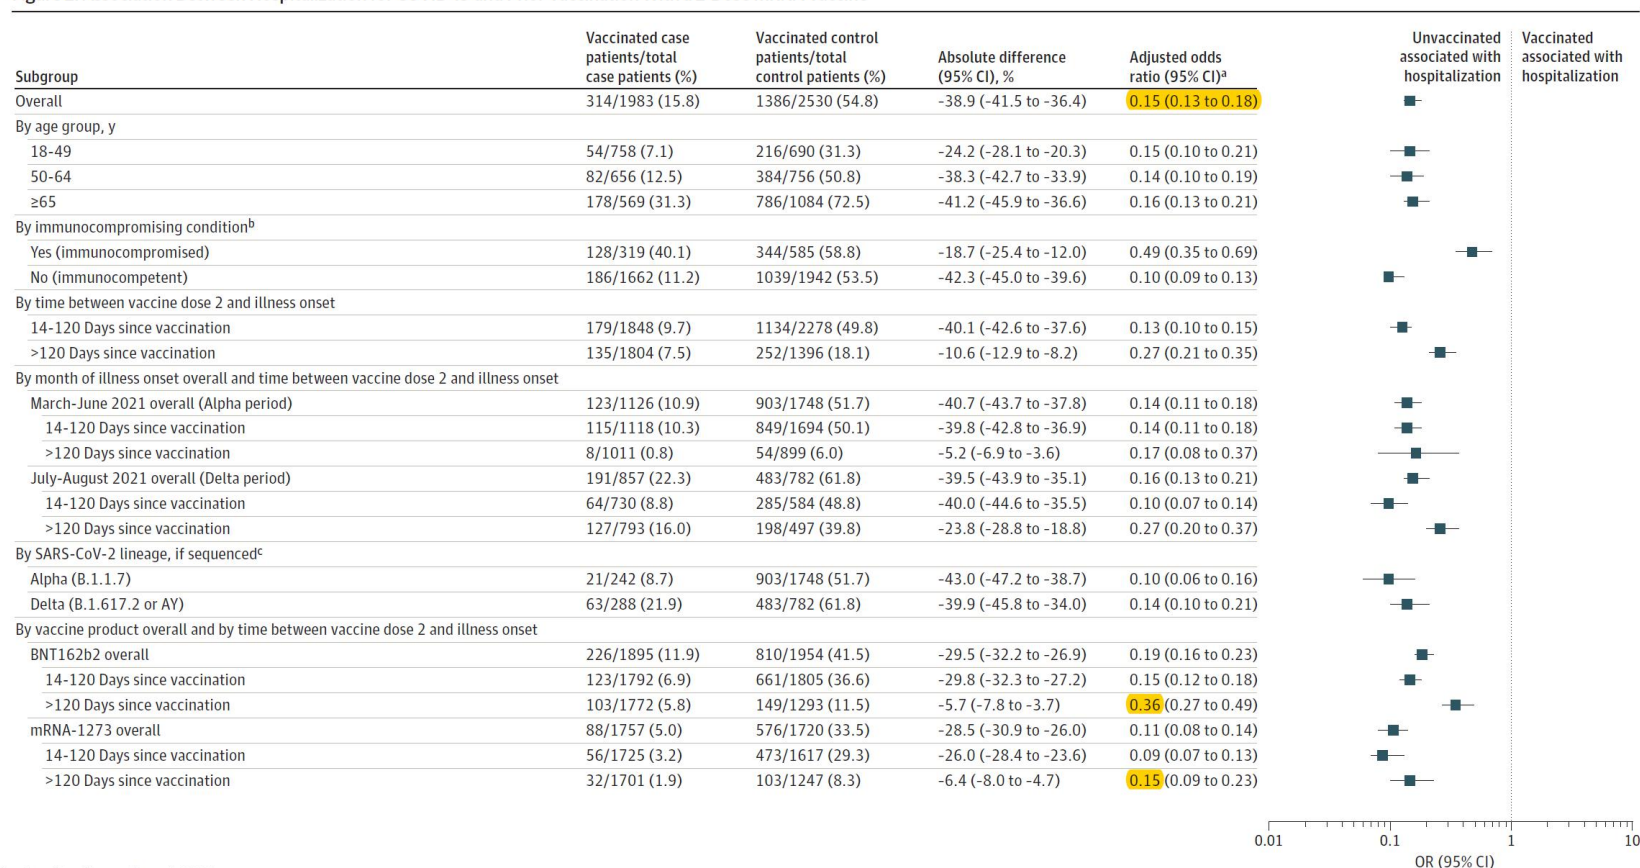 Subgroup Vaccinated case patients/total case patients (%) Vaccinated control patients/total control patients (%) Absolute difference (95% CI), % Adjusted odds ratio (95% CI)a Unvaccinated associated with hospitalization Vaccinated associated with hospitalization
Overall 314/1983 (15.8) 1386/2530 (54.8) -38.9 (-41.5 to -36.4) 0.15 (0.13 to 0.18)
By age group, y
18-49 54/758 (7.1) 216/690 (31.3) -24.2 (-28.1 to -20.3) 0.15 (0.10 to 0.21)
50-64 82/656 (12.5) 384/756 (50.8) -38.3 (-42.7 to -33.9) 0.14 (0.10 to 0.19)
≥65 178/569 (31.3) 786/1084 (72.5) -41.2 (-45.9 to -36.6) 0.16 (0.13 to 0.21)
By immunocompromising conditionb
Yes (immunocompromised) 128/319 (40.1) 344/585 (58.8) -18.7 (-25.4 to -12.0) 0.49 (0.35 to 0.69)
No (immunocompetent) 186/1662 (11.2) 1039/1942 (53.5) -42.3 (-45.0 to -39.6) 0.10 (0.09 to 0.13)
By time between vaccine dose 2 and illness onset
14-120 Days since vaccination 179/1848 (9.7) 1134/2278 (49.8) -40.1 (-42.6 to -37.6) 0.13 (0.10 to 0.15)
>120 Days since vaccination 135/1804 (7.5) 252/1396 (18.1) -10.6 (-12.9 to -8.2) 0.27 (0.21 to 0.35)
By month of illness onset overall and time between vaccine dose 2 and illness onset
March-June 2021 overall (Alpha period) 123/1126 (10.9) 903/1748 (51.7) -40.7 (-43.7 to -37.8) 0.14 (0.11 to 0.18)
14-120 Days since vaccination 115/1118 (10.3) 849/1694 (50.1) -39.8 (-42.8 to -36.9) 0.14 (0.11 to 0.18)
>120 Days since vaccination 8/1011 (0.8) 54/899 (6.0) -5.2 (-6.9 to -3.6) 0.17 (0.08 to 0.37)
July-August 2021 overall (Delta period) 191/857 (22.3) 483/782 (61.8) -39.5 (-43.9 to -35.1) 0.16 (0.13 to 0.21)
14-120 Days since vaccination 64/730 (8.8) 285/584 (48.8) -40.0 (-44.6 to -35.5) 0.10 (0.07 to 0.14)
>120 Days since vaccination 127/793 (16.0) 198/497 (39.8) -23.8 (-28.8 to -18.8) 0.27 (0.20 to 0.37)
By SARS-CoV-2 lineage, if sequencedc
Alpha (B.1.1.7) 21/242 (8.7) 903/1748 (51.7) -43.0 (-47.2 to -38.7) 0.10 (0.06 to 0.16)
Delta (B.1.617.2 or AY) 63/288 (21.9) 483/782 (61.8) -39.9 (-45.8 to -34.0) 0.14 (0.10 to 0.21)
By vaccine product overall and by time between vaccine dose 2 and illness onset
BNT162b2 overall 226/1895 (11.9) 810/1954 (41.5) -29.5 (-32.2 to -26.9) 0.19 (0.16 to 0.23)
14-120 Days since vaccination 123/1792 (6.9) 661/1805 (36.6) -29.8 (-32.3 to -27.2) 0.15 (0.12 to 0.18)
>120 Days since vaccination 103/1772 (5.8) 149/1293 (11.5) -5.7 (-7.8 to -3.7) 0.36 (0.27 to 0.49)
mRNA-1273 overall 88/1757 (5.0) 576/1720 (33.5) -28.5 (-30.9 to -26.0) 0.11 (0.08 to 0.14)
14-120 Days since vaccination 56/1725 (3.2) 473/1617 (29.3) -26.0 (-28.4 to -23.6) 0.09 (0.07 to 0.13)
>120 Days since vaccination 32/1701 (1.9) 103/1247 (8.3) -6.4 (-8.0 to -4.7) 0.15 (0.09 to 0.23)
0.01 0.1 1 10
OR (95% CI)